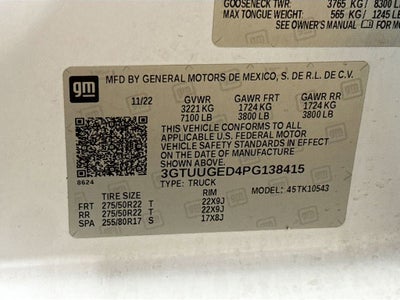 GOOSENECK TWR: 3765 KG / 8300 LB
MAX TONGUE WEIGHT: 565 KG / 1245 LB
SEE OWNER'S MANUAL FOR MO
gm
MFD BY GENERAL MOTORS DE MEXICO, S. DE R.L. DE C.V.
11/22 GVWR GAWR FRT GAWR RR
3221 KG 1724 KG 1724 KG
7100 LB 3800 LB 3800 LB
THIS VEHICLE CONFORMS TO ALL
APPLICABLE U.S. FEDERAL MOTOR
VEHICLE SAFETY STANDARDS IN EFFECT ON THE
DATE OF MANUFACTURE SHOWN ABOVE.
3GTUUGED4PG138415
TYPE: TRUCK MODEL: 4STK10543
8624
TIRE SIZE RIM
FRT 275/50R22 T 22X9J
RR 275/50R22 T 22X9J
SPA 255/80R17 S 17X8J